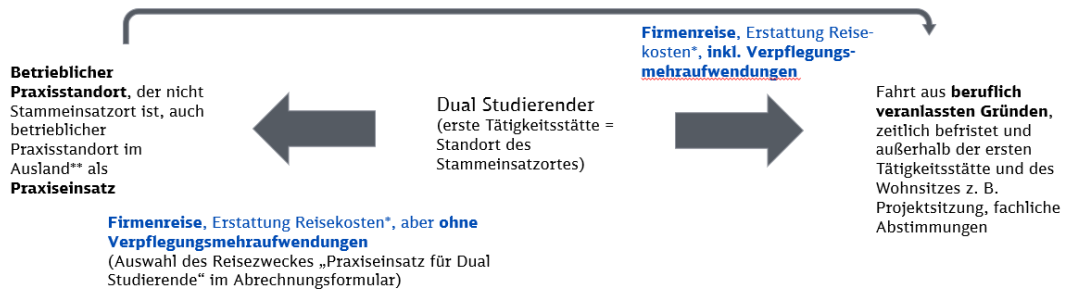 Firmenreise, Erstattung Reise-
kosten*, inkl. Verpflegungs-
mehraufwendungen
Betrieblicher
Praxisstandort, der nicht
Stammeinsatzort ist, auch
betrieblicher
Praxisstandort im
Ausland** als
Praxiseinsatz
Dual Studierender
(erste Tätigkeitsstätte =
Standort des
Stammeinsatzortes)
Fahrt aus beruflich
veranlassten Gründen,
zeitlich befristet und
außerhalb der ersten
Tätigkeitsstätte und des
Wohnsitzes z. B.
Projektsitzung, fachliche
Abstimmungen
Firmenreise, Erstattung Reisekosten*, aber ohne
Verpflegungsmehraufwendungen
(Auswahl des Reisezweckes „Praxiseinsatz für Dual
Studierende“ im Abrechnungsformular)